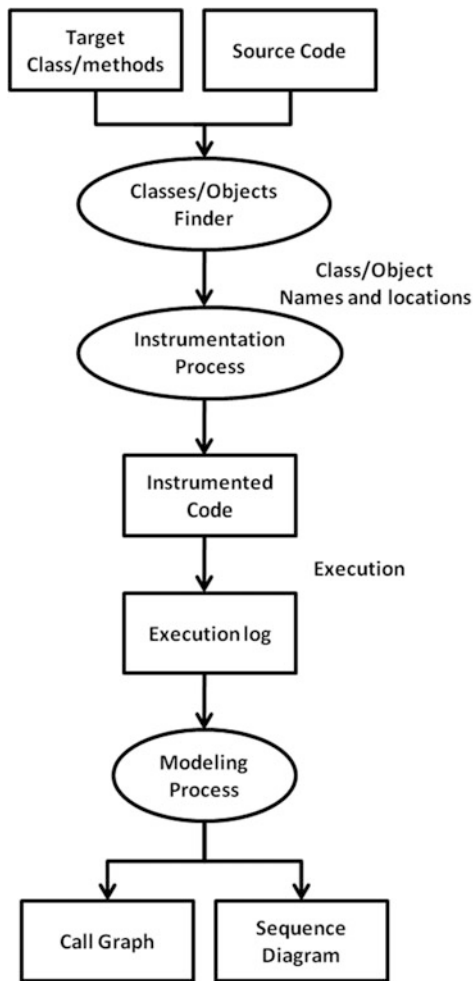 Target
Class/methods
Source Code
Classes/Objects
Finder
Class/Object
Names and locations
Instrumentation
Process
Instrumented
Code
Execution
Execution log
Modeling
Process
Call Graph
Sequence
Diagram